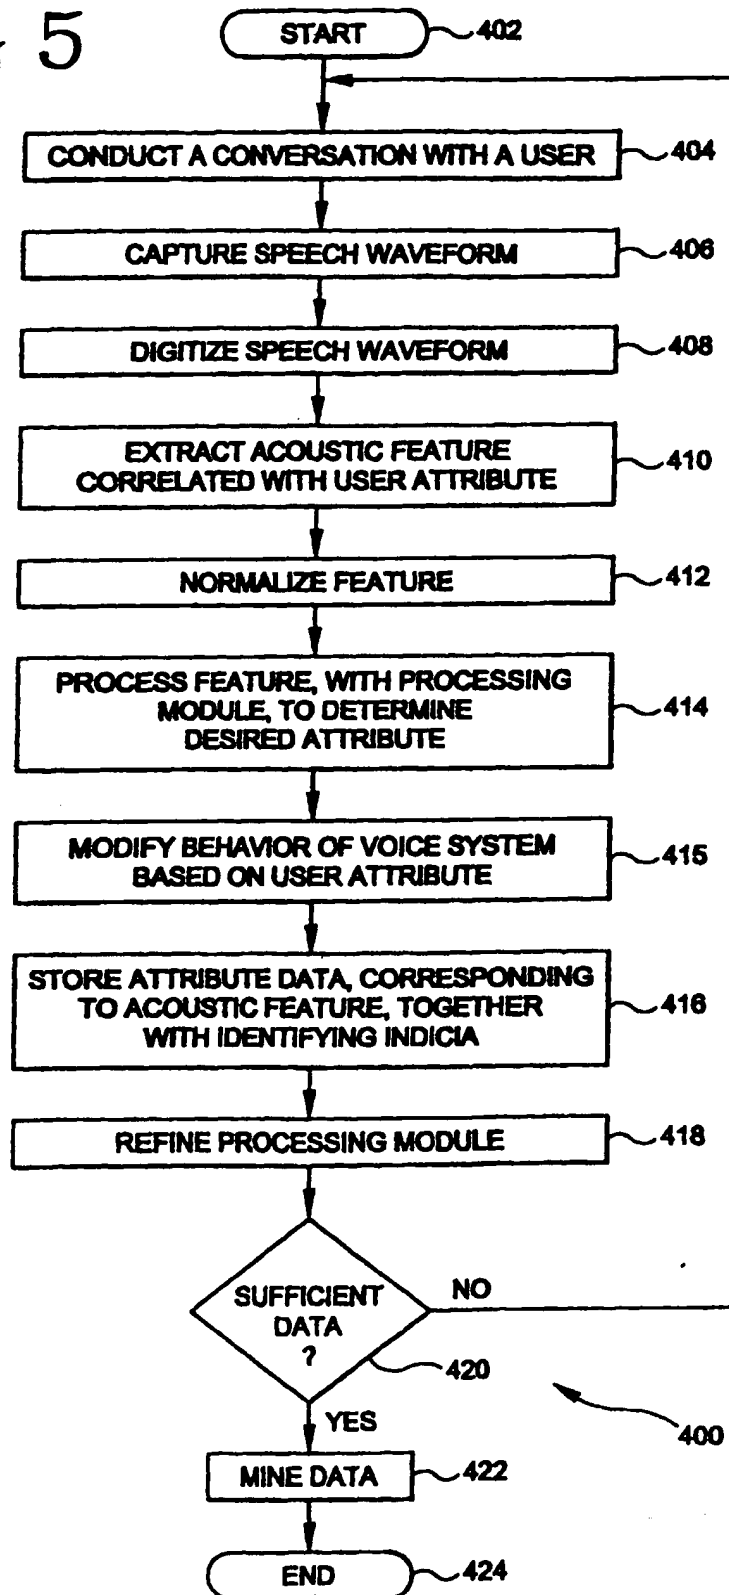 5
START 402
CONDUCT A CONVERSATION WITH A USER 404
CAPTURE SPEECH WAVEFORM 406
DIGITIZE SPEECH WAVEFORM 408
EXTRACT ACOUSTIC FEATURE
CORRELATED WITH USER ATTRIBUTE 410
NORMALIZE FEATURE 412
PROCESS FEATURE, WITH PROCESSING
MODULE, TO DETERMINE
DESIRED ATTRIBUTE 414
MODIFY BEHAVIOR OF VOICE SYSTEM
BASED ON USER ATTRIBUTE 415
STORE ATTRIBUTE DATA, CORRESPONDING
TO ACOUSTIC FEATURE, TOGETHER
WITH IDENTIFYING INDICIA 416
REFINE PROCESSING MODULE 418
SUFFICIENT
DATA
?
NO
420
YES
400
MINE DATA 422
END 424